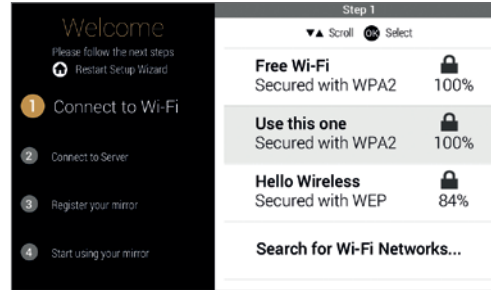 Welcome
Please follow the next steps
Restart Setup Wizard
1 Connect to Wi-Fi
2 Connect to Server
3 Register your mirror
4 Start using your mirror
Step 1
▼▲ Scroll OK Select
Free Wi-Fi
Secured with WPA2 100%
Use this one
Secured with WPA2 100%
Hello Wireless
Secured with WEP 84%
Search for Wi-Fi Networks...